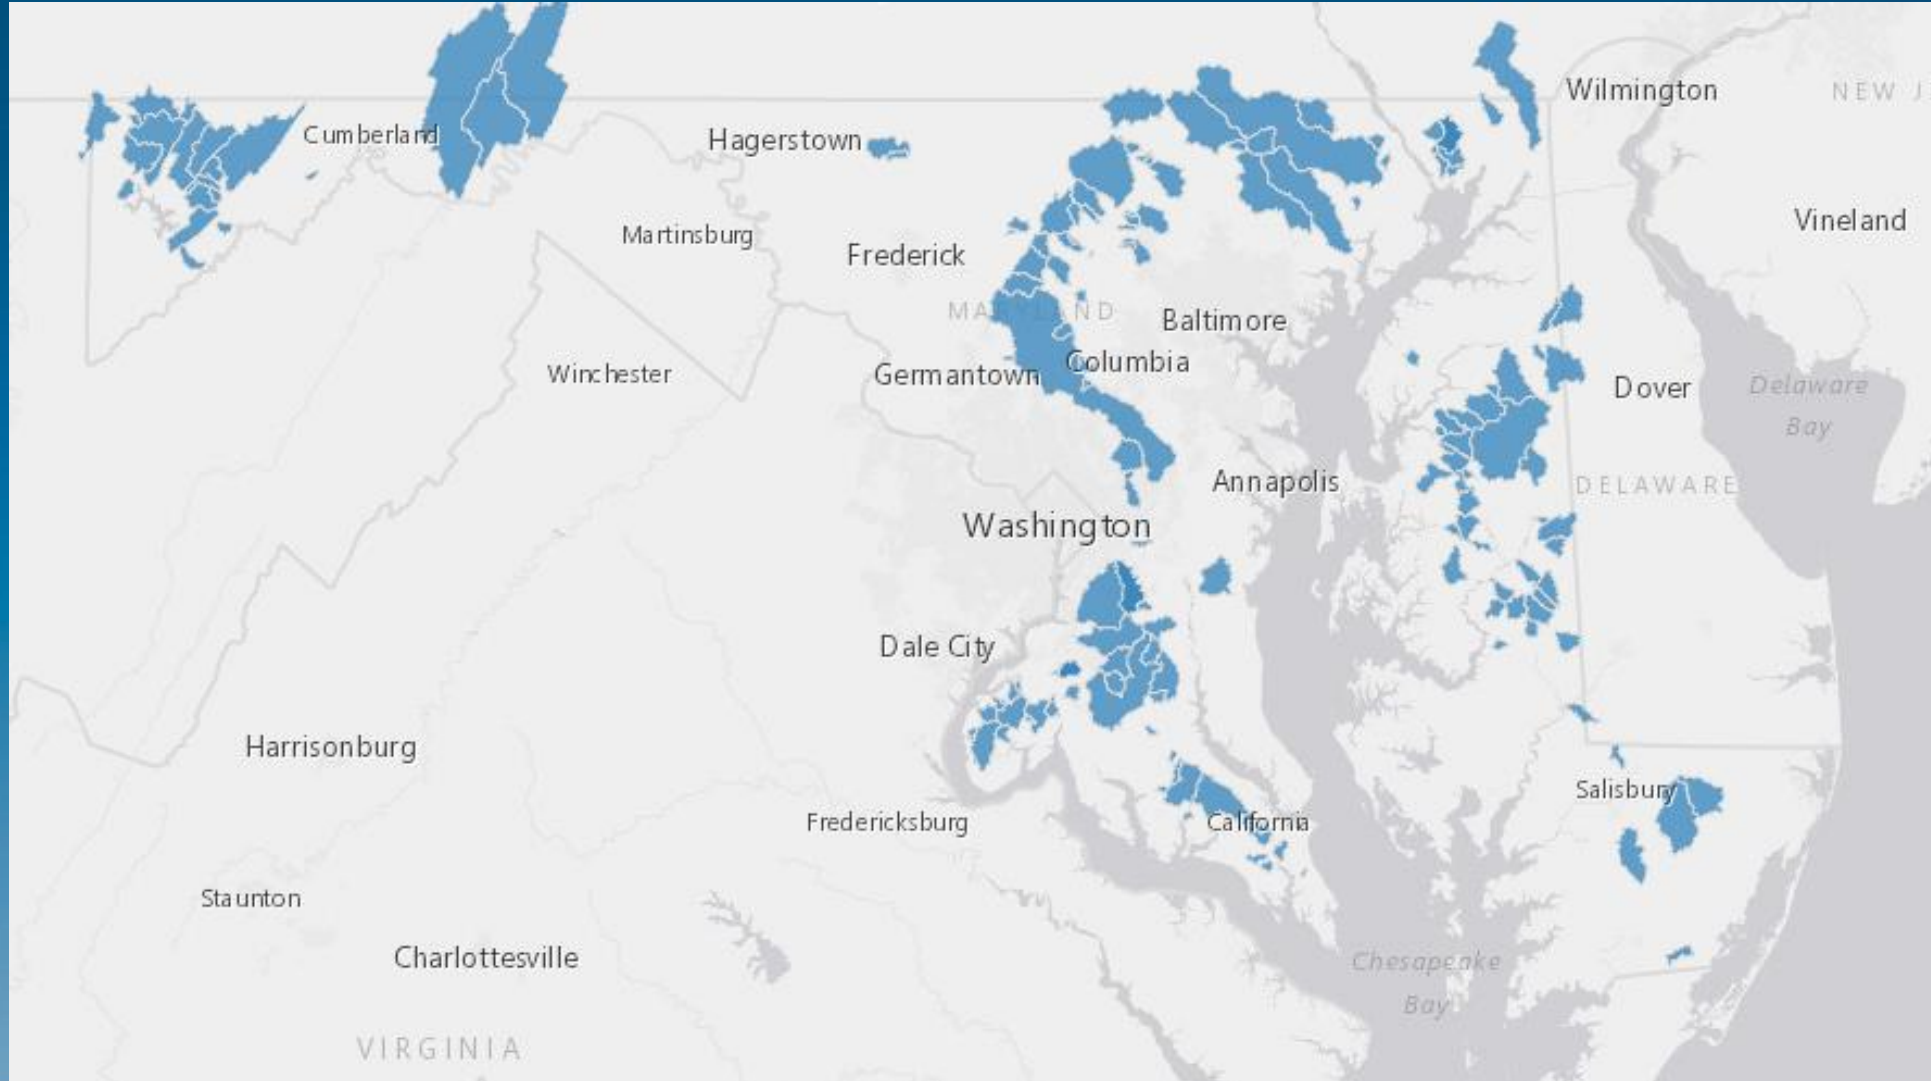 Wilmington
NEW J
Cumberland
Hagerstown
Vineland
Martinsburg
Frederick
MARYLAND
Baltimore
Columbia
Winchester
Germantown
Dover
Delaware
Bay
Annapolis
DELAWARE
Washington
Dale City
Harrisonburg
Salisbury
Fredericksburg
California
Staunton
Charlottesville
Chesapeake
Bay
VIRGINIA